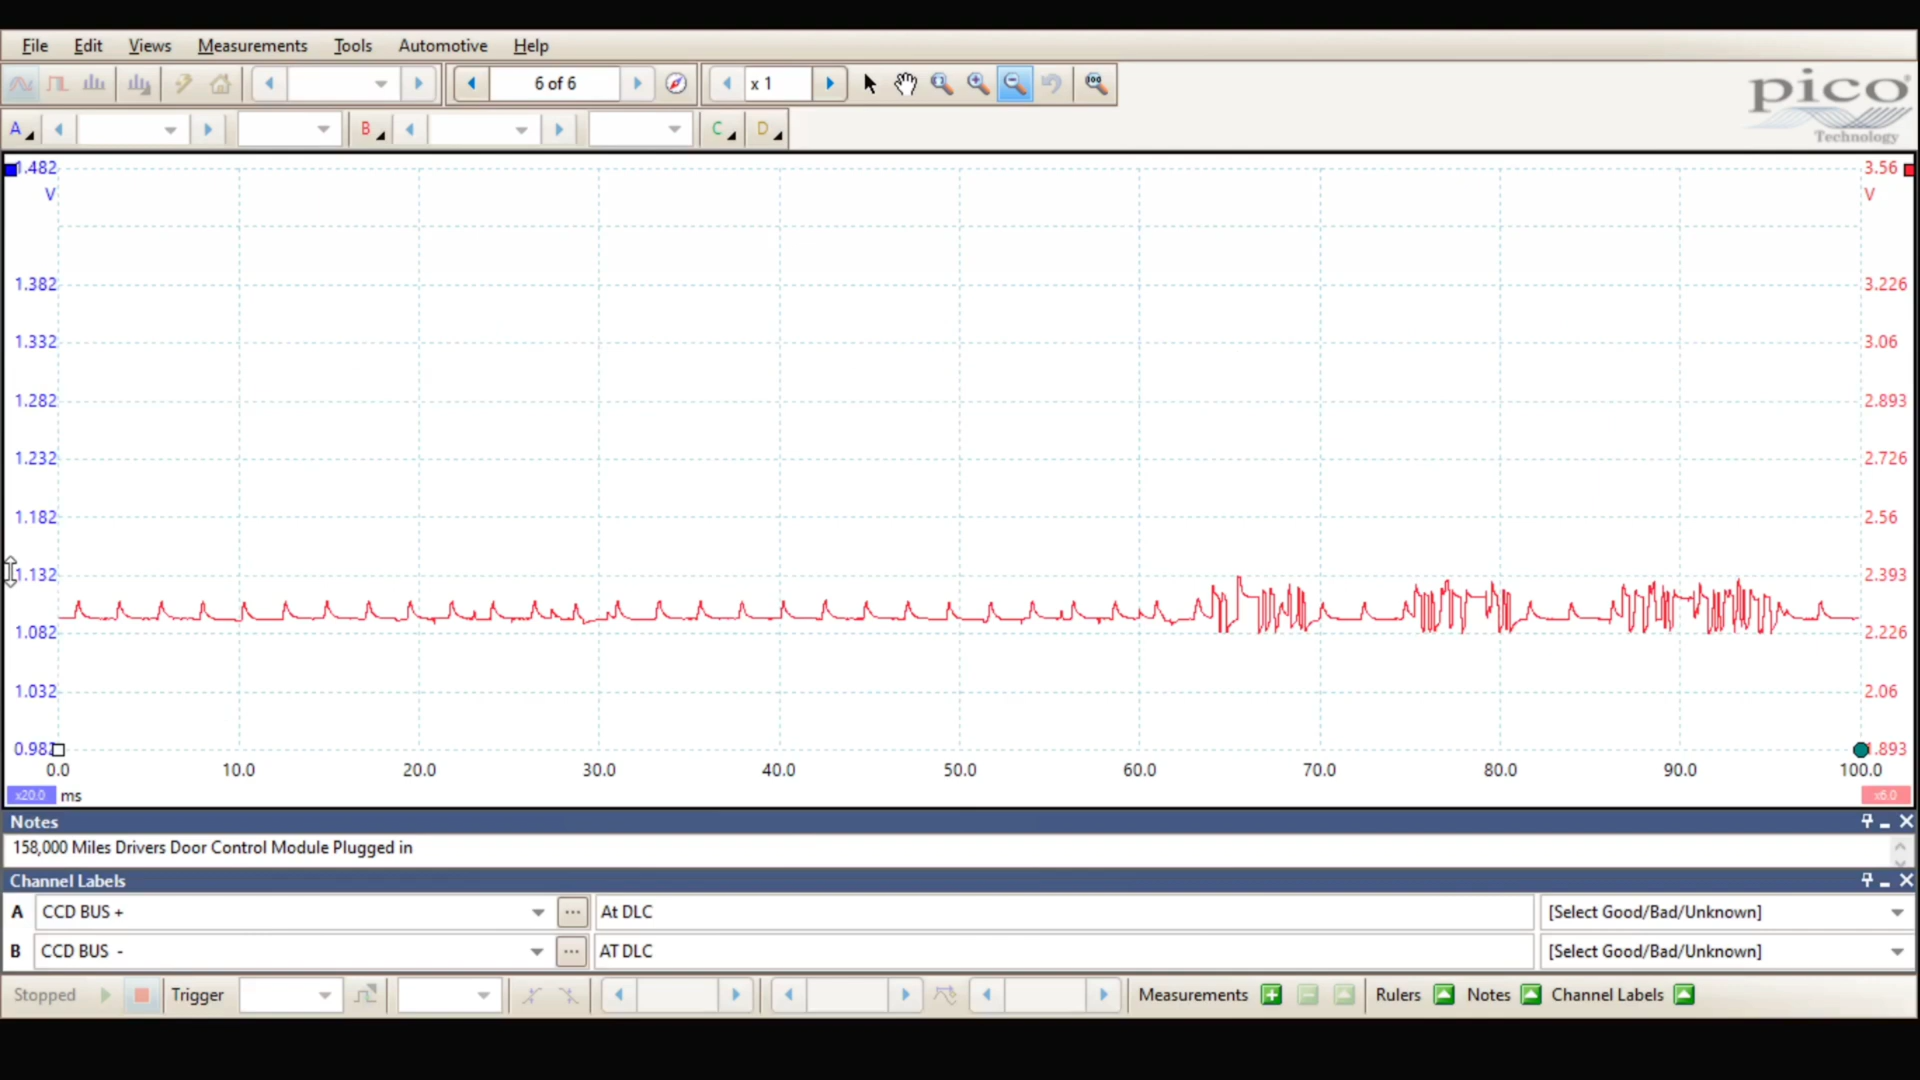 File Edit Views Measurements Tools Automotive Help
6 of 6 x 1
pico
Technology
A B C D
1.482 3.56
V V
1.382 3.226
1.332 3.06
1.282 2.893
1.232 2.726
1.182 2.56
1.132 2.393
1.082 2.226
1.032 2.06
0.982 1.893
0.0 10.0 20.0 30.0 40.0 50.0 60.0 70.0 80.0 90.0 100.0
x20.0 ms x6.0
Notes
158,000 Miles Drivers Door Control Module Plugged in
Channel Labels
A CCD BUS + ... At DLC [Select Good/Bad/Unknown]
B CCD BUS - ... AT DLC [Select Good/Bad/Unknown]
Stopped Trigger Measurements Rulers Notes Channel Labels